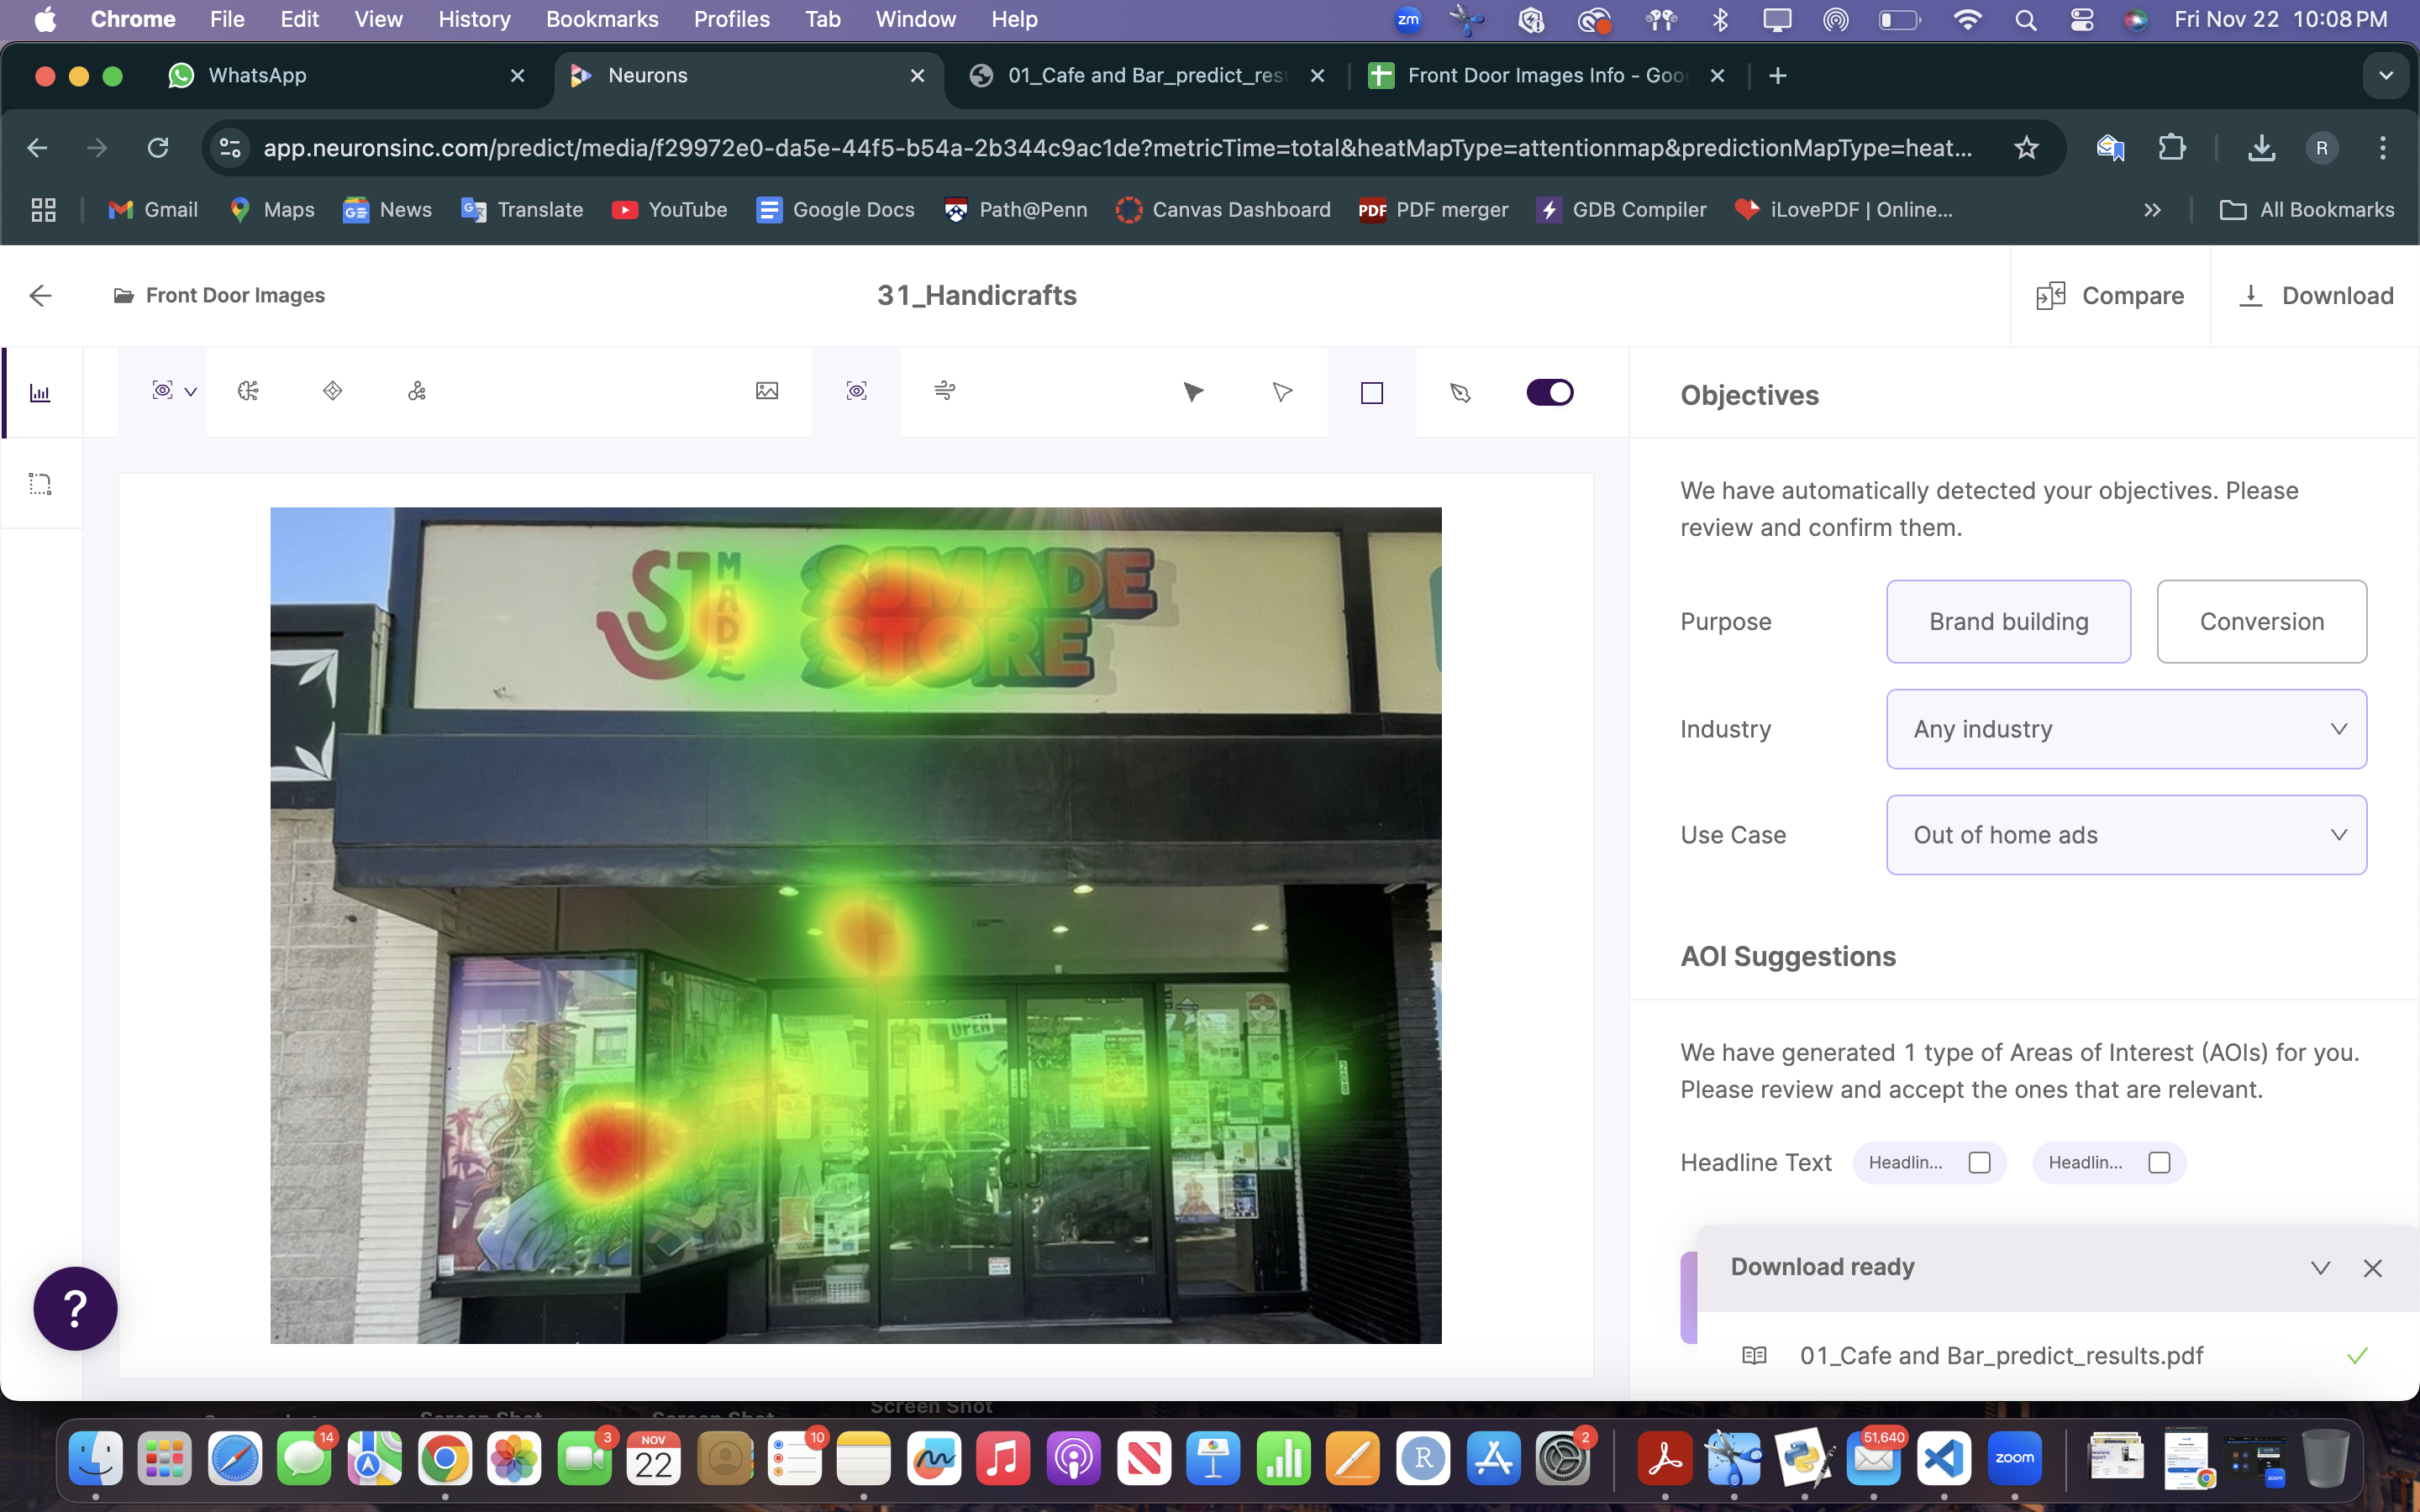 Chrome File Edit View History Bookmarks Profiles Tab Window Help
zm
Fri Nov 22 10:08 PM
WhatsApp
Neurons
01_Cafe and Bar_predict_resu
Front Door Images Info - Goo
app.neuronsinc.com/predict/media/f29972e0-da5e-44f5-b54a-2b344c9ac1de?metricTime=total&heatMapType=attentionmap&predictionMapType=heat...
R
Gmail
Maps
News
Translate
YouTube
Google Docs
Path@Penn
Canvas Dashboard
PDF PDF merger
GDB Compiler
iLovePDF | Online...
All Bookmarks
Front Door Images
31_Handicrafts
Compare
Download
Objectives
We have automatically detected your objectives. Please
review and confirm them.
Purpose
Brand building
Conversion
Industry
Any industry
Use Case
Out of home ads
AOI Suggestions
We have generated 1 type of Areas of Interest (AOIs) for you.
Please review and accept the ones that are relevant.
Headline Text
Headlin...
Headlin...
SJ MADE
SJMADE
STORE
OPEN
?
Download ready
01_Cafe and Bar_predict_results.pdf
Screen Shot
14
3
NOV
22
10
R
2
51,640
zoom